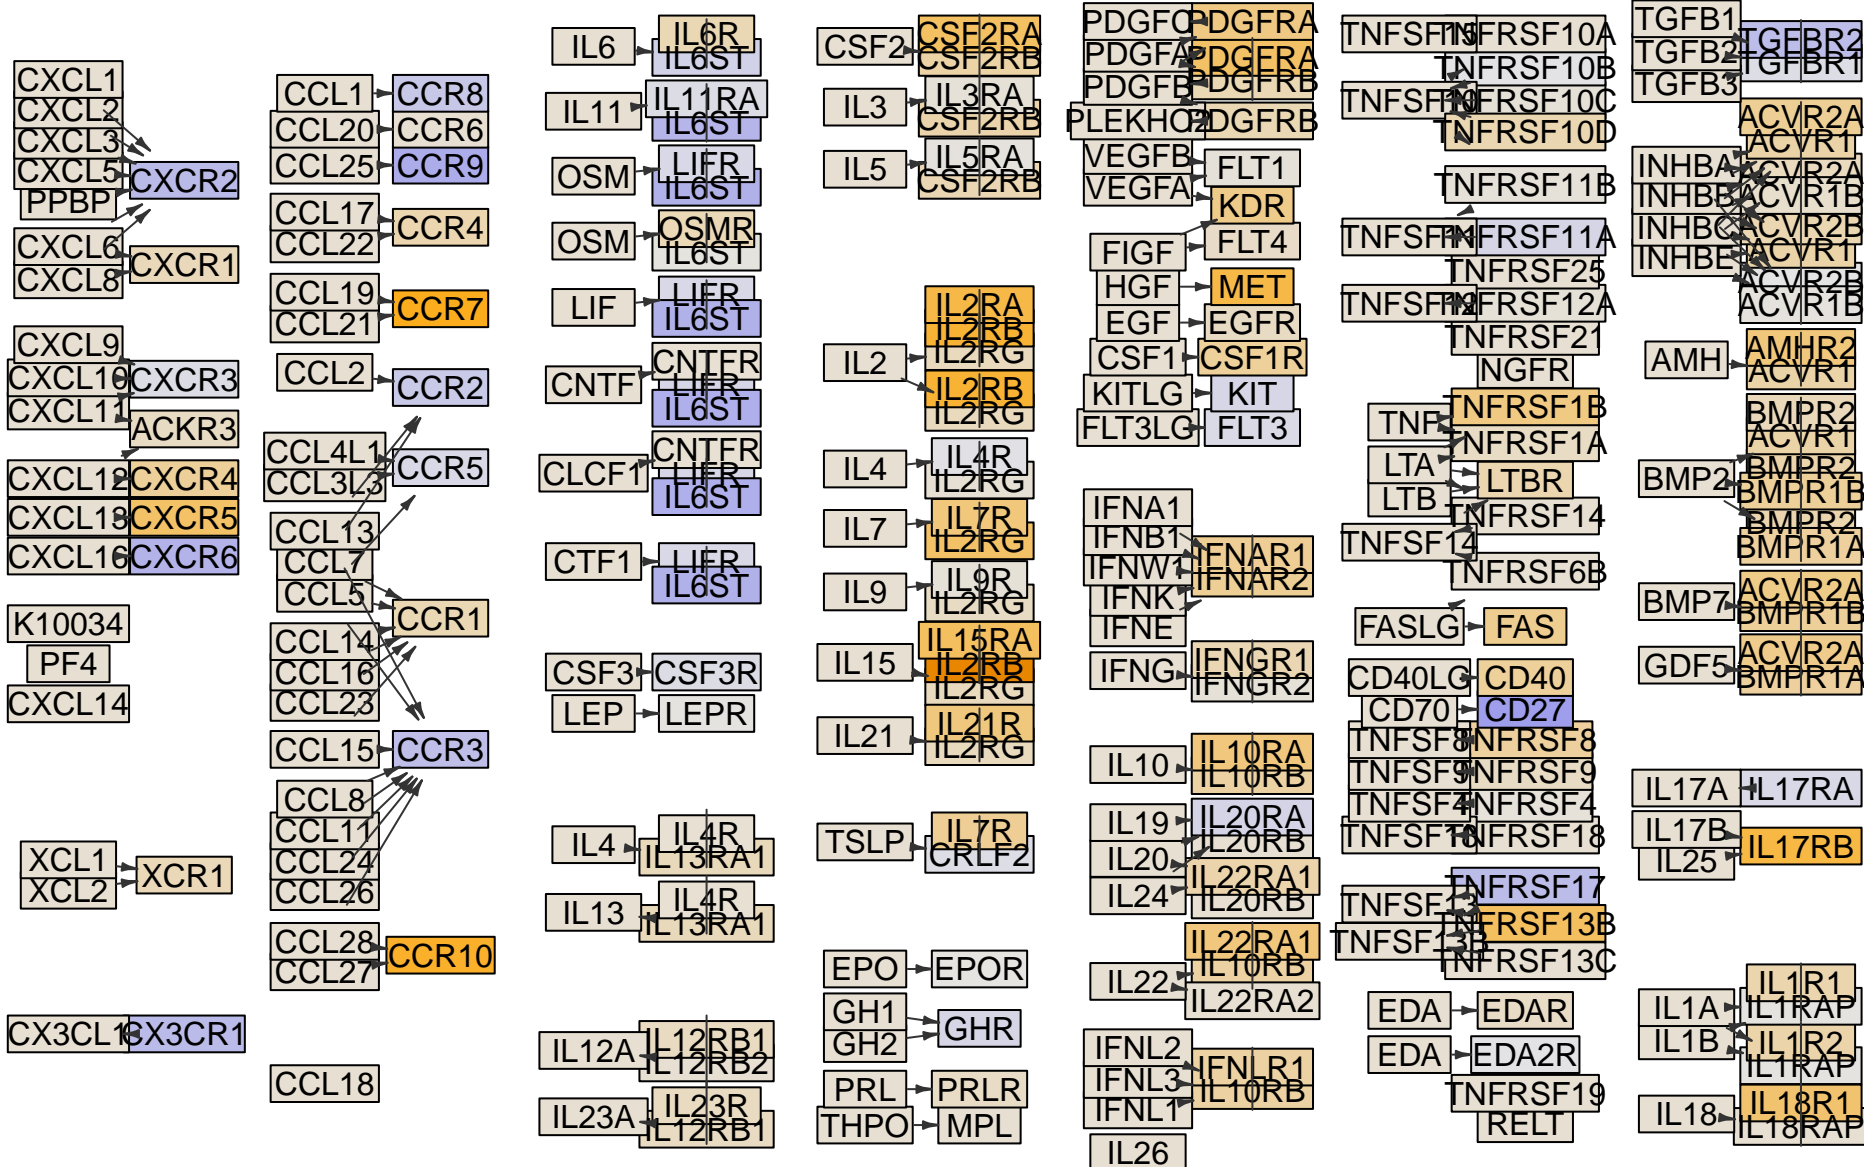 CXCL1
CXCL2
CXCL3
CXCL5
PPBP
CXCR2
CXCL6
CXCL8
CXCR1
CXCL9
CXCL10
CXCL11
CXCR3
ACKR3
CXCL12
CXCR4
CXCL13
CXCR5
CXCL16
CXCR6
K10034
PF4
CXCL14
XCL1
XCL2
XCR1
CX3CL1
CX3CR1
CCL1
CCR8
CCL20
CCR6
CCL25
CCR9
CCL17
CCL22
CCR4
CCL19
CCL21
CCR7
CCL2
CCR2
CCL4L1
CCL3L3
CCR5
CCL13
CCL7
CCL5
CCR1
CCL14
CCL16
CCL23
CCL15
CCR3
CCL8
CCL11
CCL24
CCL26
CCL28
CCL27
CCR10
CCL18
IL6
IL6R
IL6ST
IL11
IL11RA
IL6ST
OSM
LIFR
IL6ST
OSM
OSMR
IL6ST
LIF
LIFR
IL6ST
CNTF
CNTFR
LIFR
IL6ST
CLCF1
CNTFR
LIFR
IL6ST
CTF1
LIFR
IL6ST
CSF3
CSF3R
LEP
LEPR
IL4
IL4R
IL13RA1
IL13
IL4R
IL13RA1
IL12A
IL12RB1
IL12RB2
IL23A
IL23R
IL12RB1
CSF2
CSF2RA
CSF2RB
IL3
IL3RA
CSF2RB
IL5
IL5RA
CSF2RB
IL2
IL2RA
IL2RB
IL2RG
IL2RB
IL2RG
IL4
IL4R
IL2RG
IL7
IL7R
IL2RG
IL9
IL9R
IL2RG
IL15
IL15RA
IL2RB
IL2RG
IL21
IL21R
IL2RG
TSLP
IL7R
CRLF2
EPO
EPOR
GH1
GH2
GHR
PRL
PRLR
THPO
MPL
PDGFC
PDGFRA
PDGFA
PDGFRA
PDGFB
PDGFRB
PLEKHO2
PDGFRB
VEGFB
VEGFA
FLT1
KDR
FIGF
FLT4
HGF
MET
EGF
EGFR
CSF1
CSF1R
KITLG
KIT
FLT3LG
FLT3
IFNA1
IFNB1
IFNW1
IFNK
IFNE
IFNAR1
IFNAR2
IFNG
IFNGR1
IFNGR2
IL10
IL10RA
IL10RB
IL19
IL20
IL24
IL20RA
IL20RB
IL22RA1
IL20RB
IL22
IL22RA1
IL10RB
IL22RA2
IFNL2
IFNL3
IFNL1
IFNLR1
IL10RB
IL26
TNFSF15
TNFRSF10A
TNFRSF10B
TNFSF10
TNFRSF10C
TNFRSF10D
TNFRSF11B
TNFSF11
TNFRSF11A
TNFRSF25
TNFSF12
TNFRSF12A
TNFRSF21
NGFR
TNF
TNFRSF1B
TNFRSF1A
LTA
LTB
LTBR
TNFRSF14
TNFSF14
TNFRSF6B
FASLG
FAS
CD40LG
CD40
CD70
CD27
TNFSF8
TNFRSF8
TNFSF9
TNFRSF9
TNFSF4
TNFRSF4
TNFSF18
TNFRSF18
TNFRSF17
TNFSF13
TNFRSF13B
TNFSF13B
TNFRSF13C
EDA
EDAR
EDA
EDA2R
TNFRSF19
RELT
TGFB1
TGFB2
TGFB3
TGFBR2
TGFBR1
INHBA
INHBB
INHBC
INHBE
ACVR2A
ACVR1
ACVR2A
ACVR1B
ACVR2B
ACVR1
ACVR2B
ACVR1B
AMH
AMHR2
ACVR1
BMP2
BMPR2
ACVR1
BMPR2
BMPR1B
BMPR2
BMPR1A
BMP7
ACVR2A
BMPR1B
GDF5
ACVR2A
BMPR1A
IL17A
IL17RA
IL17B
IL25
IL17RB
IL1A
IL1B
IL1R1
IL1RAP
IL1R2
IL1RAP
IL18
IL18R1
IL18RAP